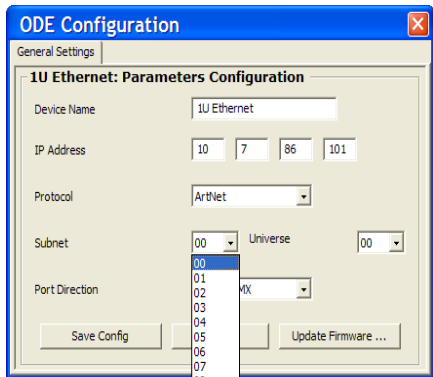 ODE Configuration
General Settings
1U Ethernet: Parameters Configuration
Device Name 1U Ethernet
IP Address 10 7 86 101
Protocol ArtNet
Subnet 00 Universe 00
00
01
Port Direction 02 MX
03
04
Save Config 05 Update Firmware ...
06
07